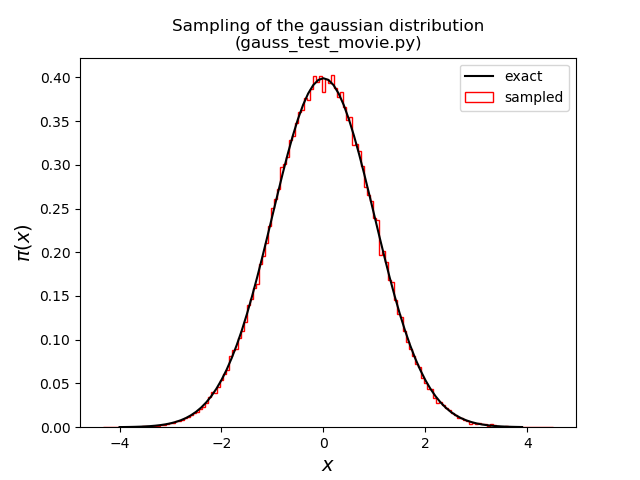 Sampling of the gaussian distribution
(gauss_test_movie.py)
exact
sampled
π(x)
0.40
0.35
0.30
0.25
0.20
0.15
0.10
0.05
0.00
−4 −2 0 2 4
x